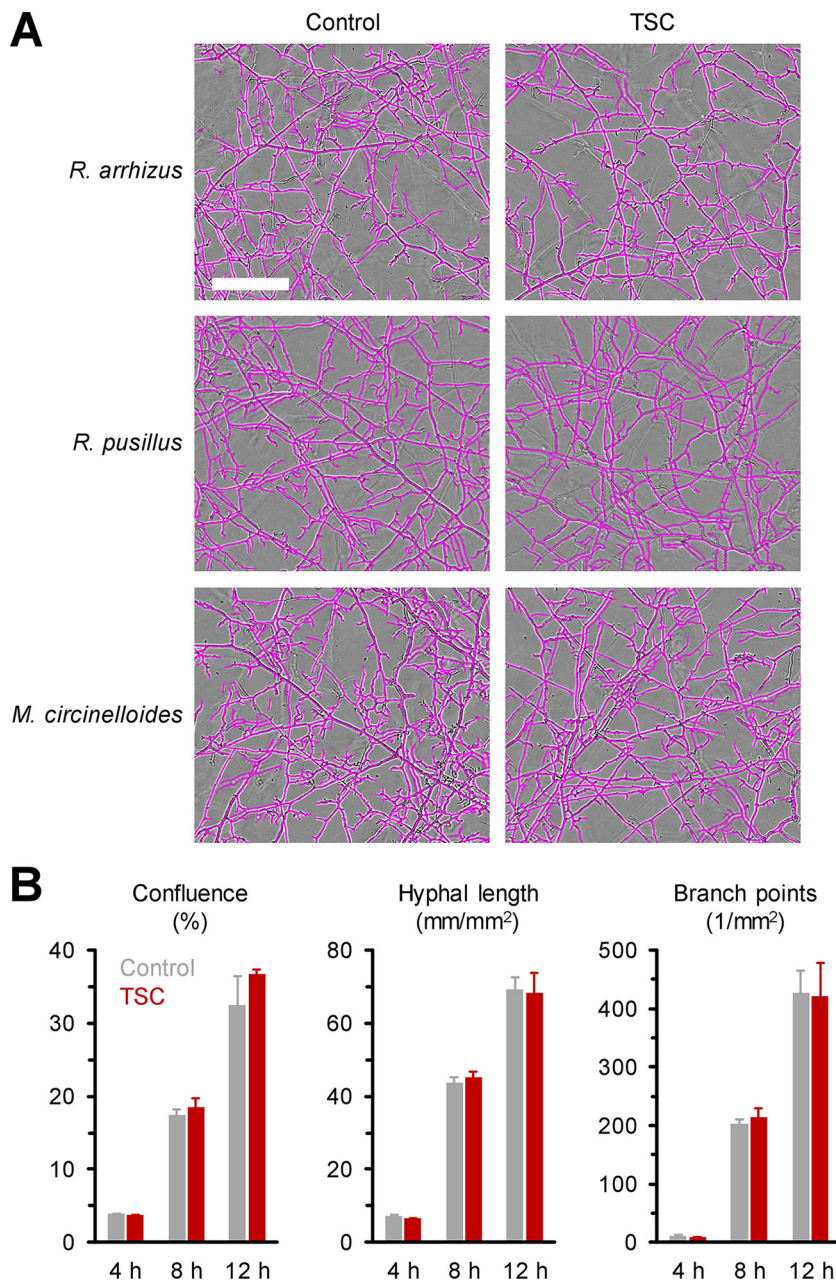 A
Control
TSC
R. arrhizus
R. pusillus
M. circinelloides
B
Confluence
(%)
40
35
30
20
10
5
0
Control
TSC
4 h 8 h 12 h
Hyphal length
(mm/mm²)
80
60
40
20
0
4 h 8 h 12 h
Branch points
(1/mm²)
500
400
300
200
100
0
4 h 8 h 12 h